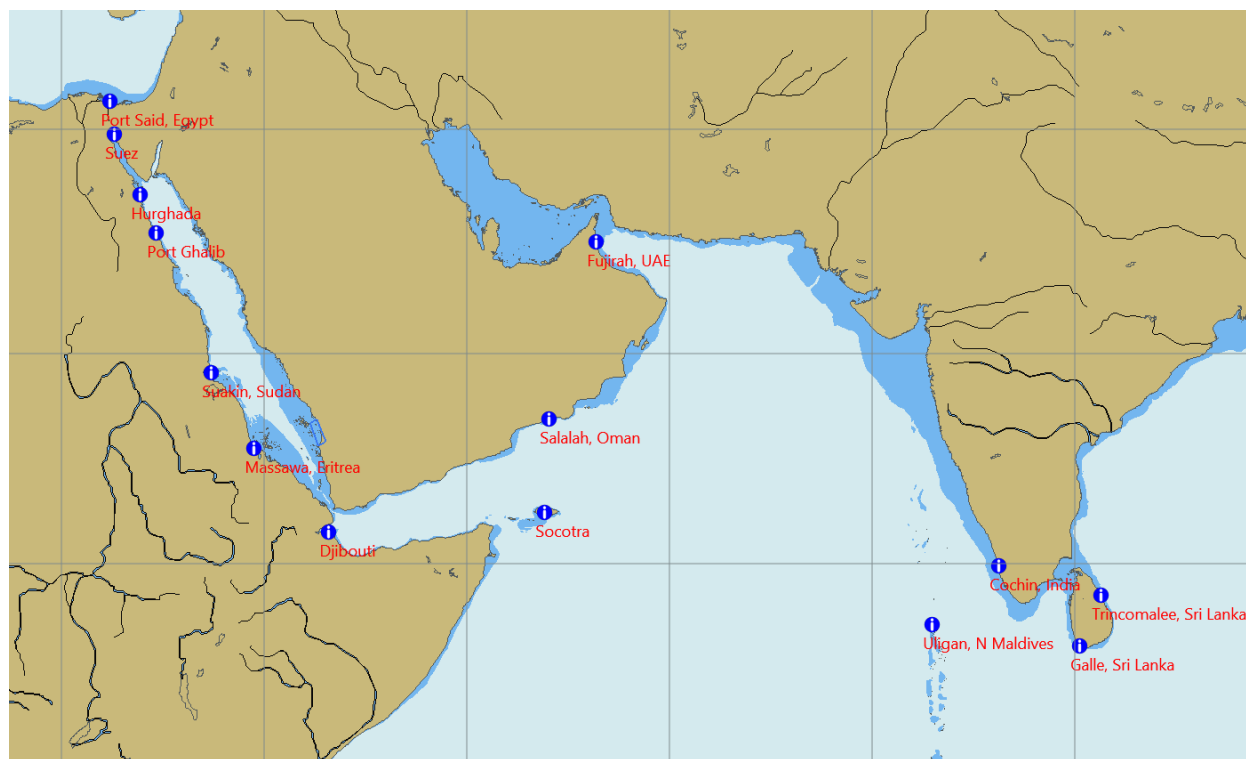 Port Said, Egypt
Suez
Hurghada
Port Ghalib
Fujirah, UAE
Suakin, Sudan
Salalah, Oman
Massawa, Eritrea
Socotra
Djibouti
Cochin, India
Trincomalee, Sri Lanka
Uligan, N Maldives
Galle, Sri Lanka